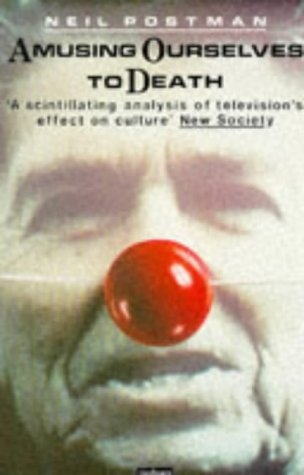 NEIL POSTMAN
AMUSING OURSELVES
TO DEATH
'A scintillating analysis of television's
effect on culture' New Society